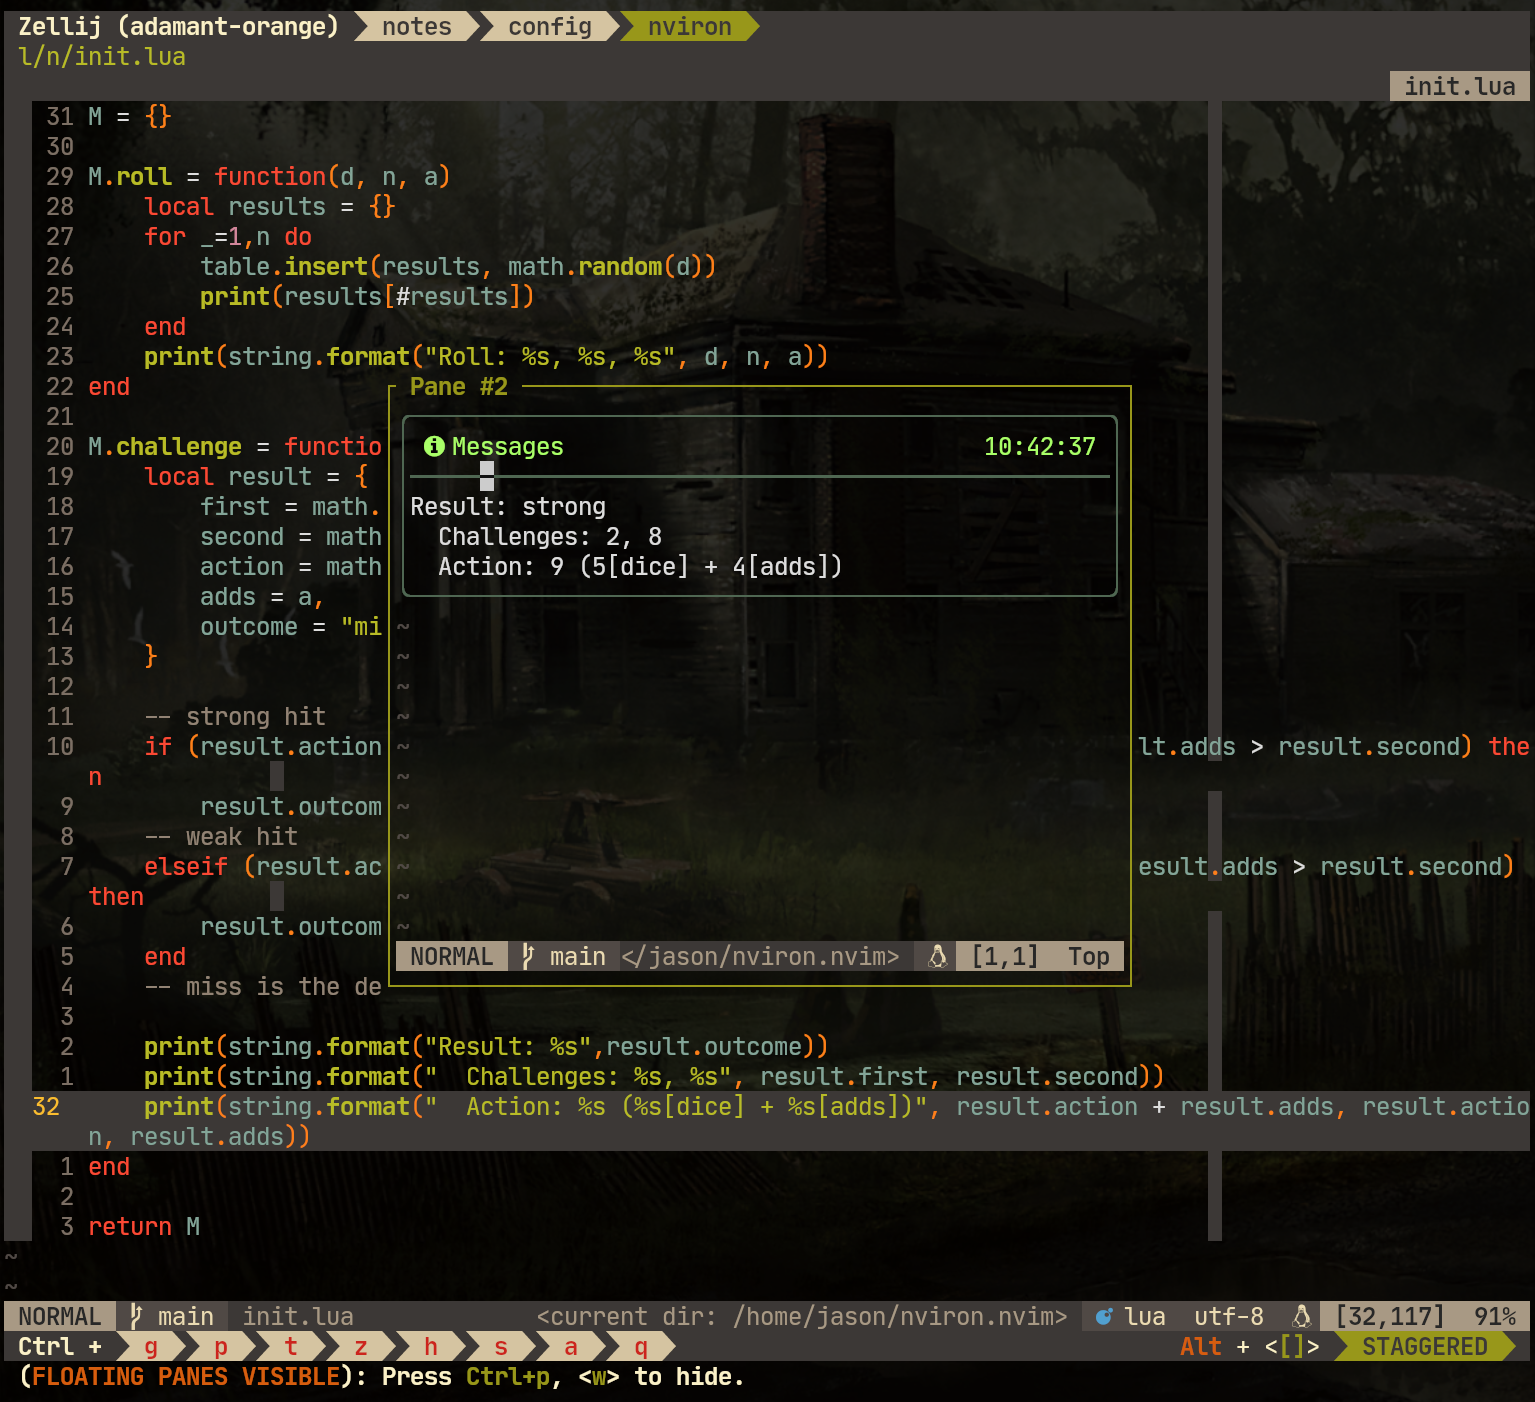 Zellij (adamant-orange) notes config nviron
l/n/init.lua
init.lua
31 M = {}
30
29 M.roll = function(d, n, a)
28     local results = {}
27     for _=1,n do
26         table.insert(results, math.random(d))
25         print(results[#results])
24     end
23     print(string.format("Roll: %s, %s, %s", d, n, a))
22 end
Pane #2
21
20 M.challenge = functio
Messages 10:42:37
19     local result = {
18         first = math.
Result: strong
17         second = math
  Challenges: 2, 8
16         action = math
  Action: 9 (5[dice] + 4[adds])
15         adds = a,
14         outcome = "mi
~
13     }
~
12
~
11     -- strong hit
~
10     if (result.action
~
lt.adds > result.second) the
n
~
9         result.outcom
~
8     -- weak hit
~
7     elseif (result.ac
~
esult.adds > result.second)
then
~
6         result.outcom
~
5     end
NORMAL main </jason/nviron.nvim> [1,1] Top
4     -- miss is the de
3
2     print(string.format("Result: %s",result.outcome))
1     print(string.format("  Challenges: %s, %s", result.first, result.second))
32     print(string.format("  Action: %s (%s[dice] + %s[adds])", result.action + result.adds, result.actio
n, result.adds))
1 end
2
3 return M
~
~
NORMAL main init.lua <current dir: /home/jason/nviron.nvim> lua utf-8 [32,117] 91%
Ctrl + g p t z h s a q Alt + <[]> STAGGERED
(FLOATING PANES VISIBLE): Press Ctrl+p, <w> to hide.